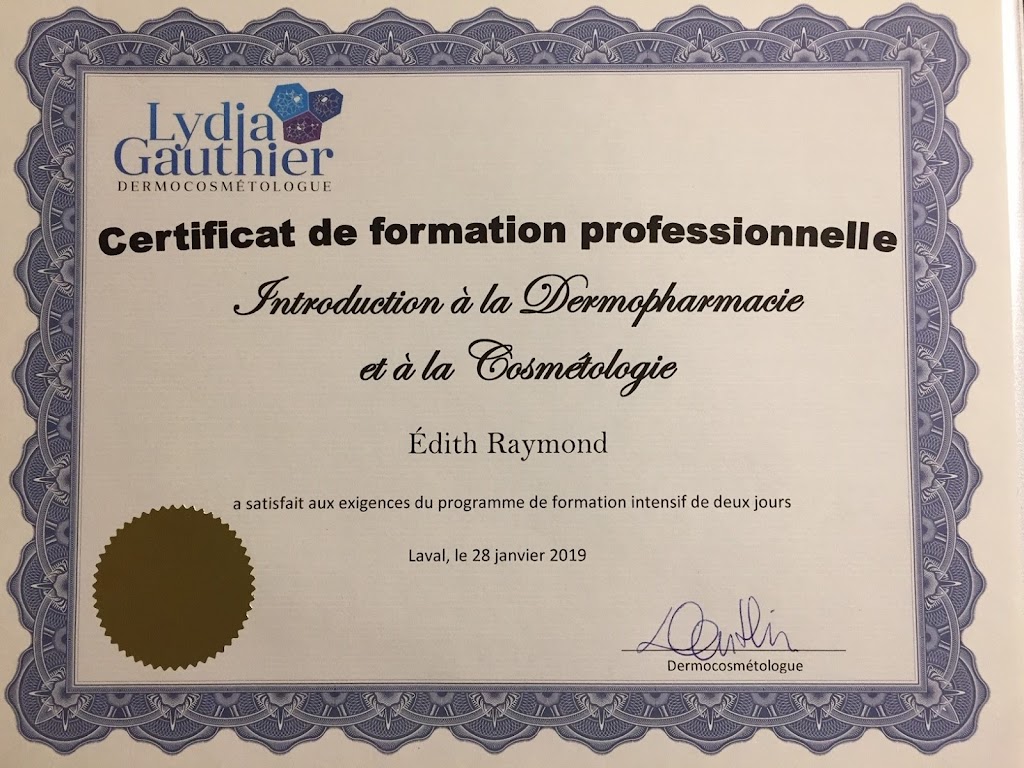 Lydia
Gauthier
DERMOCOSMÉTOLOGUE
Certificat de formation professionnelle
Introduction à la Dermopharmacie
et à la Cosmétologie
Édith Raymond
a satisfait aux exigences du programme de formation intensif de deux jours
Laval, le 28 janvier 2019
Dermocosmétologue